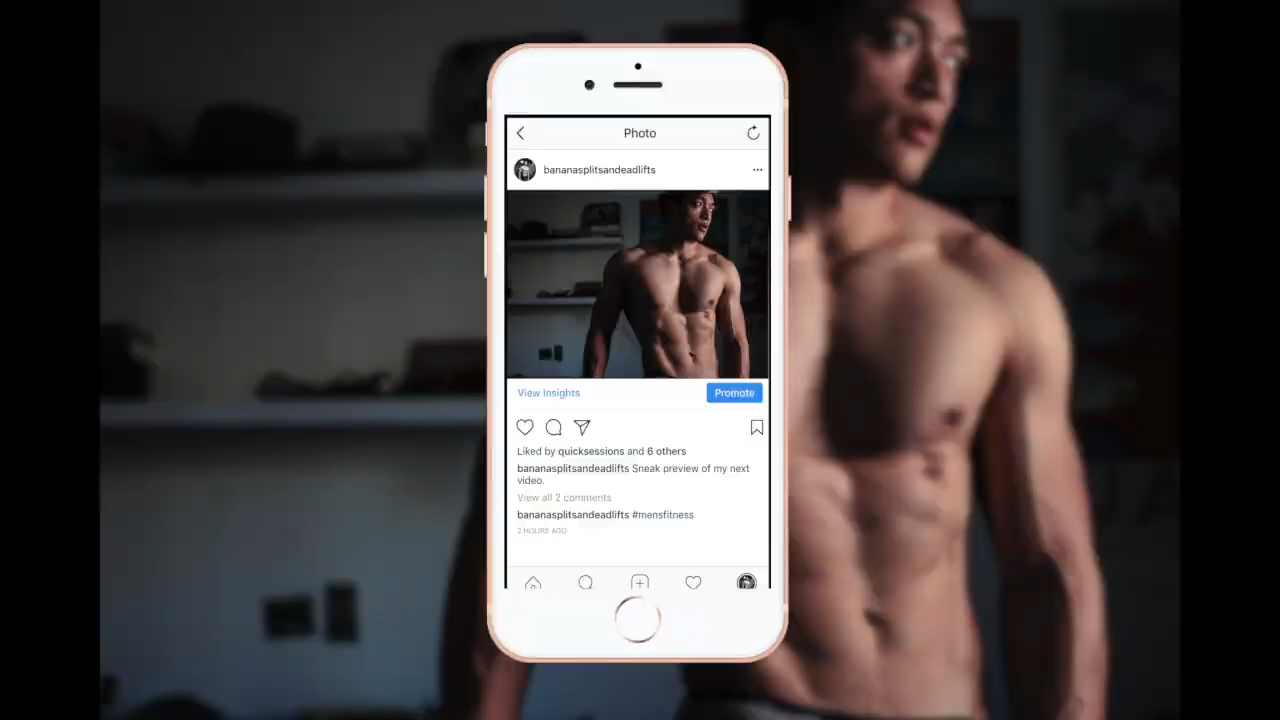 Photo
bananasplitsandeadlifts
View Insights
Promote
Liked by quicksessions and 6 others
bananasplitsandeadlifts Sneak preview of my next
video.
View all 2 comments
bananasplitsandeadlifts #mensfitness
2 HOURS AGO